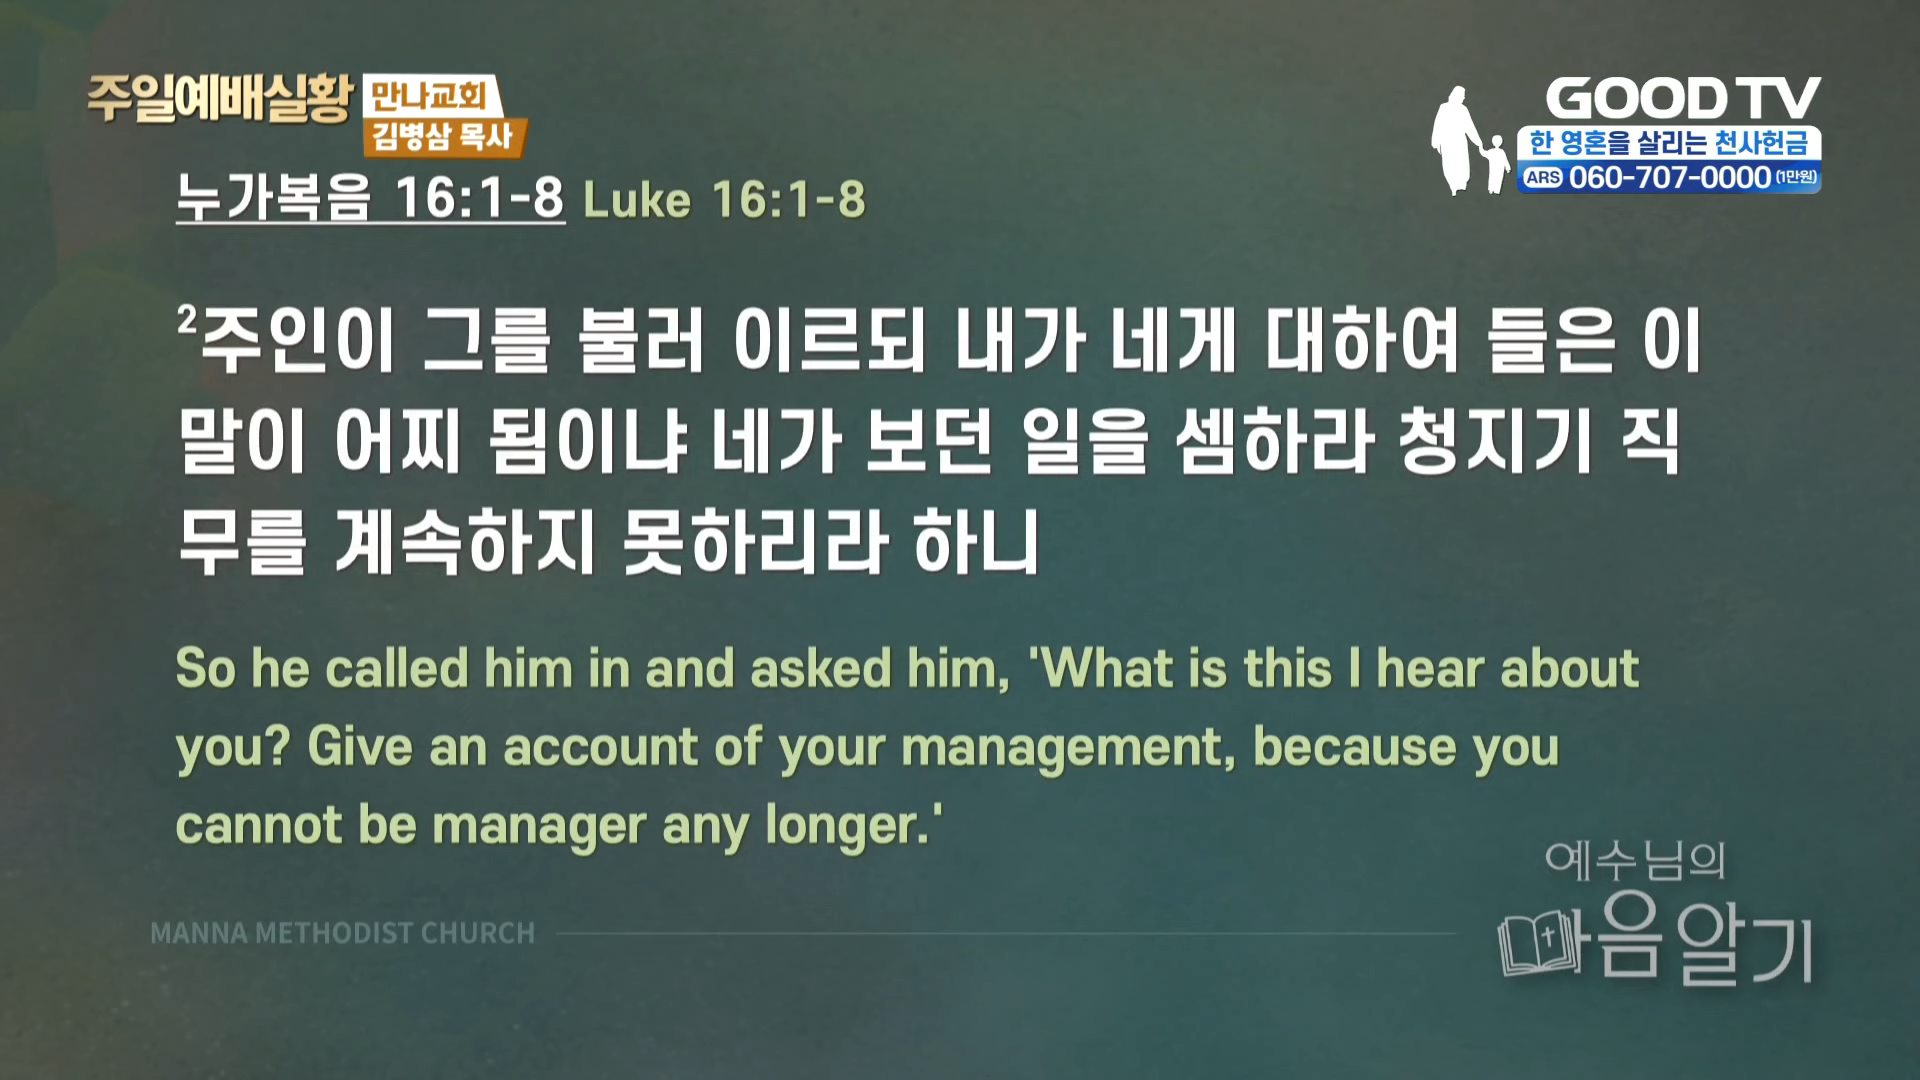 주일예배실황
만나교회
김병삼 목사
GOODTV
한 영혼을 살리는 천사헌금
ARS 060-707-0000 (1만원)
누가복음 16:1-8 Luke 16:1-8
2주인이 그를 불러 이르되 내가 네게 대하여 들은 이
말이 어찌 됨이냐 네가 보던 일을 셈하라 청지기 직
무를 계속하지 못하리라 하니
So he called him in and asked him, 'What is this I hear about
you? Give an account of your management, because you
cannot be manager any longer.'
예수님의
마음알기
MANNA METHODIST CHURCH